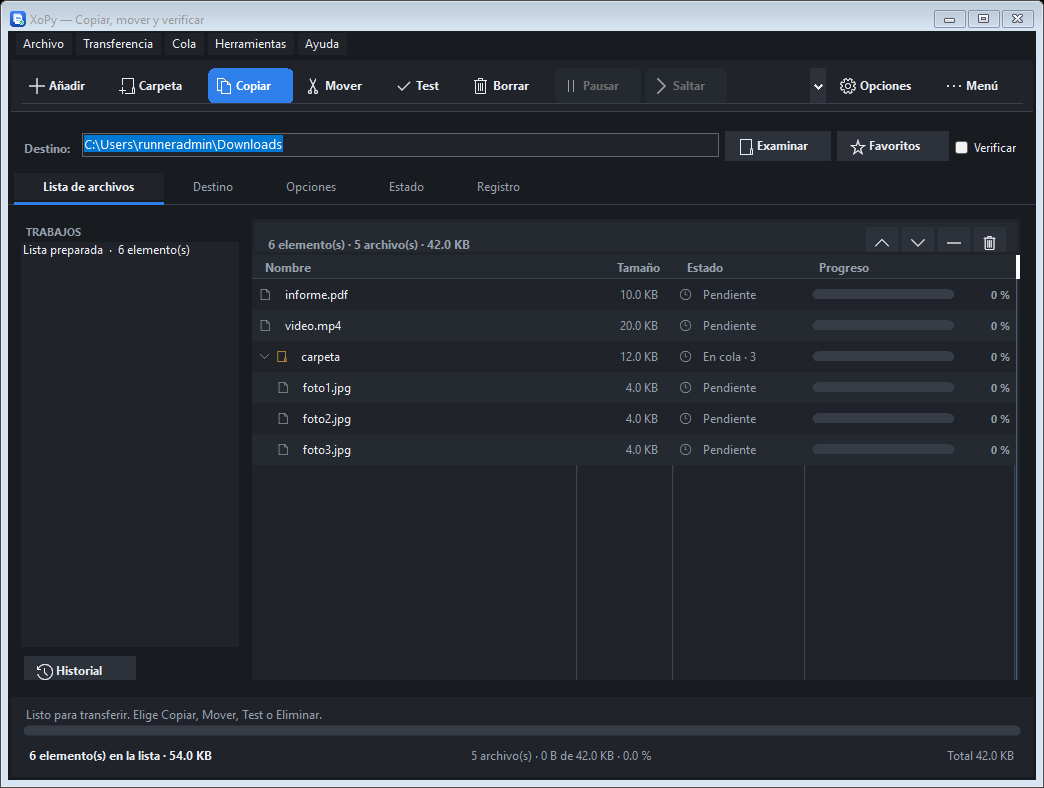 XoPy — Copiar, mover y verificar
Archivo Transferencia Cola Herramientas Ayuda
Añadir Carpeta Copiar Mover Test Borrar Pausar Saltar Opciones ··· Menú
Destino: C:\Users\runneradmin\Downloads Examinar Favoritos Verificar
Lista de archivos Destino Opciones Estado Registro
TRABAJOS
Lista preparada · 6 elemento(s)
6 elemento(s) · 5 archivo(s) · 42.0 KB
Nombre Tamaño Estado Progreso
informe.pdf 10.0 KB Pendiente 0 %
video.mp4 20.0 KB Pendiente 0 %
carpeta 12.0 KB En cola · 3 0 %
foto1.jpg 4.0 KB Pendiente 0 %
foto2.jpg 4.0 KB Pendiente 0 %
foto3.jpg 4.0 KB Pendiente 0 %
Historial
Listo para transferir. Elige Copiar, Mover, Test o Eliminar.
6 elemento(s) en la lista · 54.0 KB 5 archivo(s) · 0 B de 42.0 KB · 0.0 % Total 42.0 KB